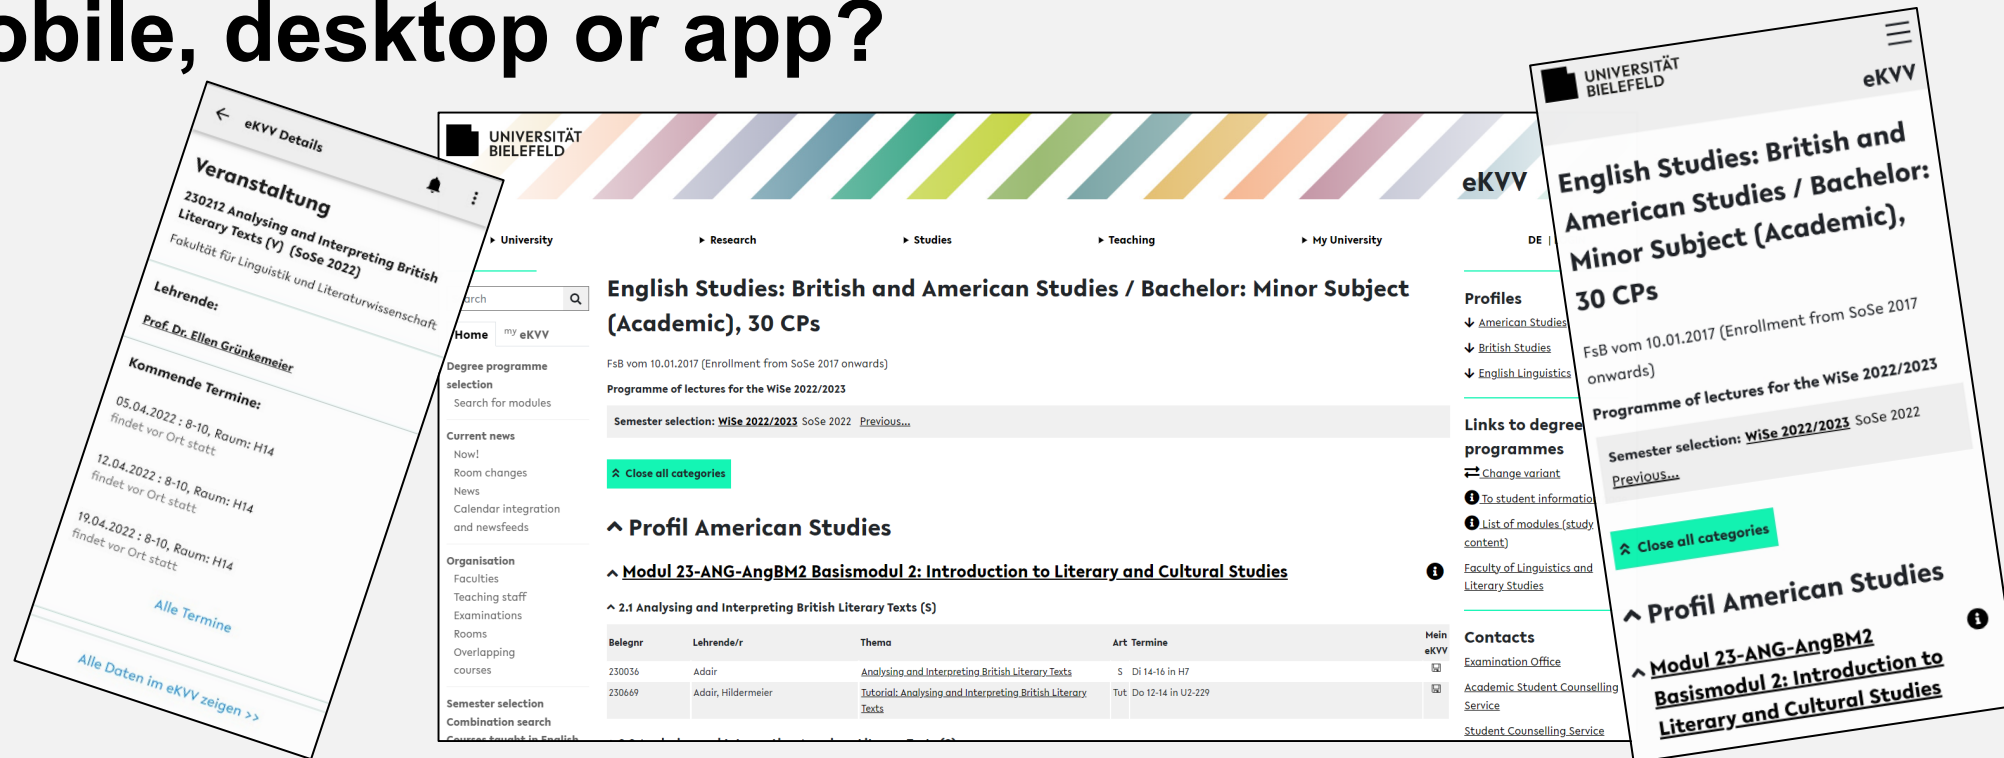 desktop or app?
← eKVV Details
Veranstaltung
230212 Analysing and Interpreting British
Literary Texts (V) (SoSe 2022)
Fakultät für Linguistik und Literaturwissenschaft
Lehrende:
Prof. Dr. Ellen Grünkemeier
Kommende Termine:
05.04.2022 : 8-10, Raum: H14
findet vor Ort statt
12.04.2022 : 8-10, Raum: H14
findet vor Ort statt
19.04.2022 : 8-10, Raum: H14
findet vor Ort statt
Alle Termine
Alle Daten im eKVV zeigen >>
UNIVERSITÄT
BIELEFELD
eKVV
University
Research
Studies
Teaching
My University
DE |
Home
my eKVV
Degree programme
selection
Search for modules
Current news
Now!
Room changes
News
Calendar integration
and newsfeeds
Organisation
Faculties
Teaching staff
Examinations
Rooms
Overlapping
courses
Semester selection
Combination search
Courses taught in English
English Studies: British and American Studies / Bachelor: Minor Subject
(Academic), 30 CPs
FsB vom 10.01.2017 (Enrollment from SoSe 2017 onwards)
Programme of lectures for the WiSe 2022/2023
Semester selection: WiSe 2022/2023 SoSe 2022 Previous...
Close all categories
Profil American Studies
Modul 23-ANG-AngBM2 Basismodul 2: Introduction to Literary and Cultural Studies
2.1 Analysing and Interpreting British Literary Texts (S)
Belegnr Lehrende/r Thema Art Termine Mein
eKVV
230036 Adair Analysing and Interpreting British Literary Texts S Di 14-16 in H7
230669 Adair, Hildermeier Tutorial: Analysing and Interpreting British Literary Tut Do 12-14 in U2-229
Texts
Profiles
American Studies
British Studies
English Linguistics
Links to degree
programmes
Change variant
To student
List of modules (study
content)
Faculty of Linguistics and
Literary Studies
Contacts
Examination Office
Academic Student Counselling
Service
Student Counselling Service
UNIVERSITÄT
BIELEFELD
eKVV
English Studies: British and
American Studies / Bachelor:
Minor Subject (Academic),
30 CPs
FsB vom 10.01.2017 (Enrollment from SoSe 2017
onwards)
Programme of lectures for the WiSe 2022/2023
Semester selection: WiSe 2022/2023 SoSe 2022
Previous...
Close all categories
Profil American Studies
Modul 23-ANG-AngBM2
Basismodul 2: Introduction to
Literary and Cultural Studies